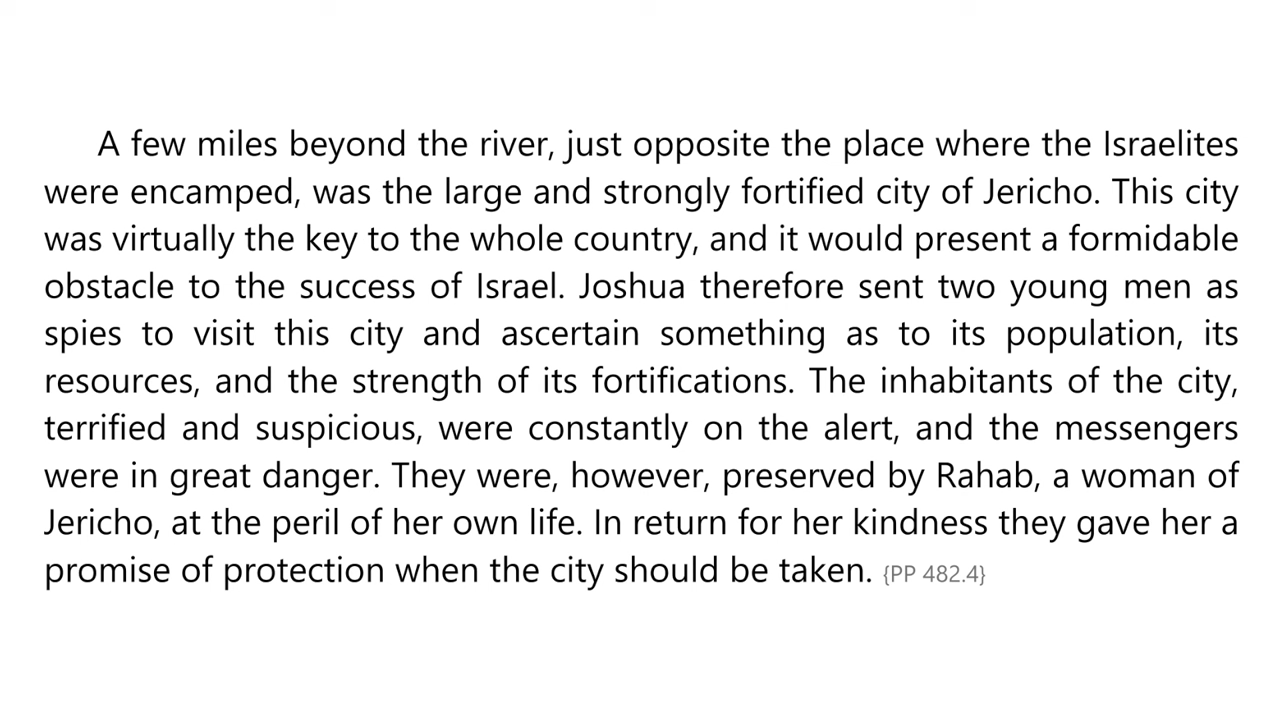 A few miles beyond the river, just opposite the place where the Israelites
were encamped, was the large and strongly fortified city of Jericho. This city
was virtually the key to the whole country, and it would present a formidable
obstacle to the success of Israel. Joshua therefore sent two young men as
spies to visit this city and ascertain something as to its population, its
resources, and the strength of its fortifications. The inhabitants of the city,
terrified and suspicious, were constantly on the alert, and the messengers
were in great danger. They were, however, preserved by Rahab, a woman of
Jericho, at the peril of her own life. In return for her kindness they gave her a
promise of protection when the city should be taken. {PP 482.4}